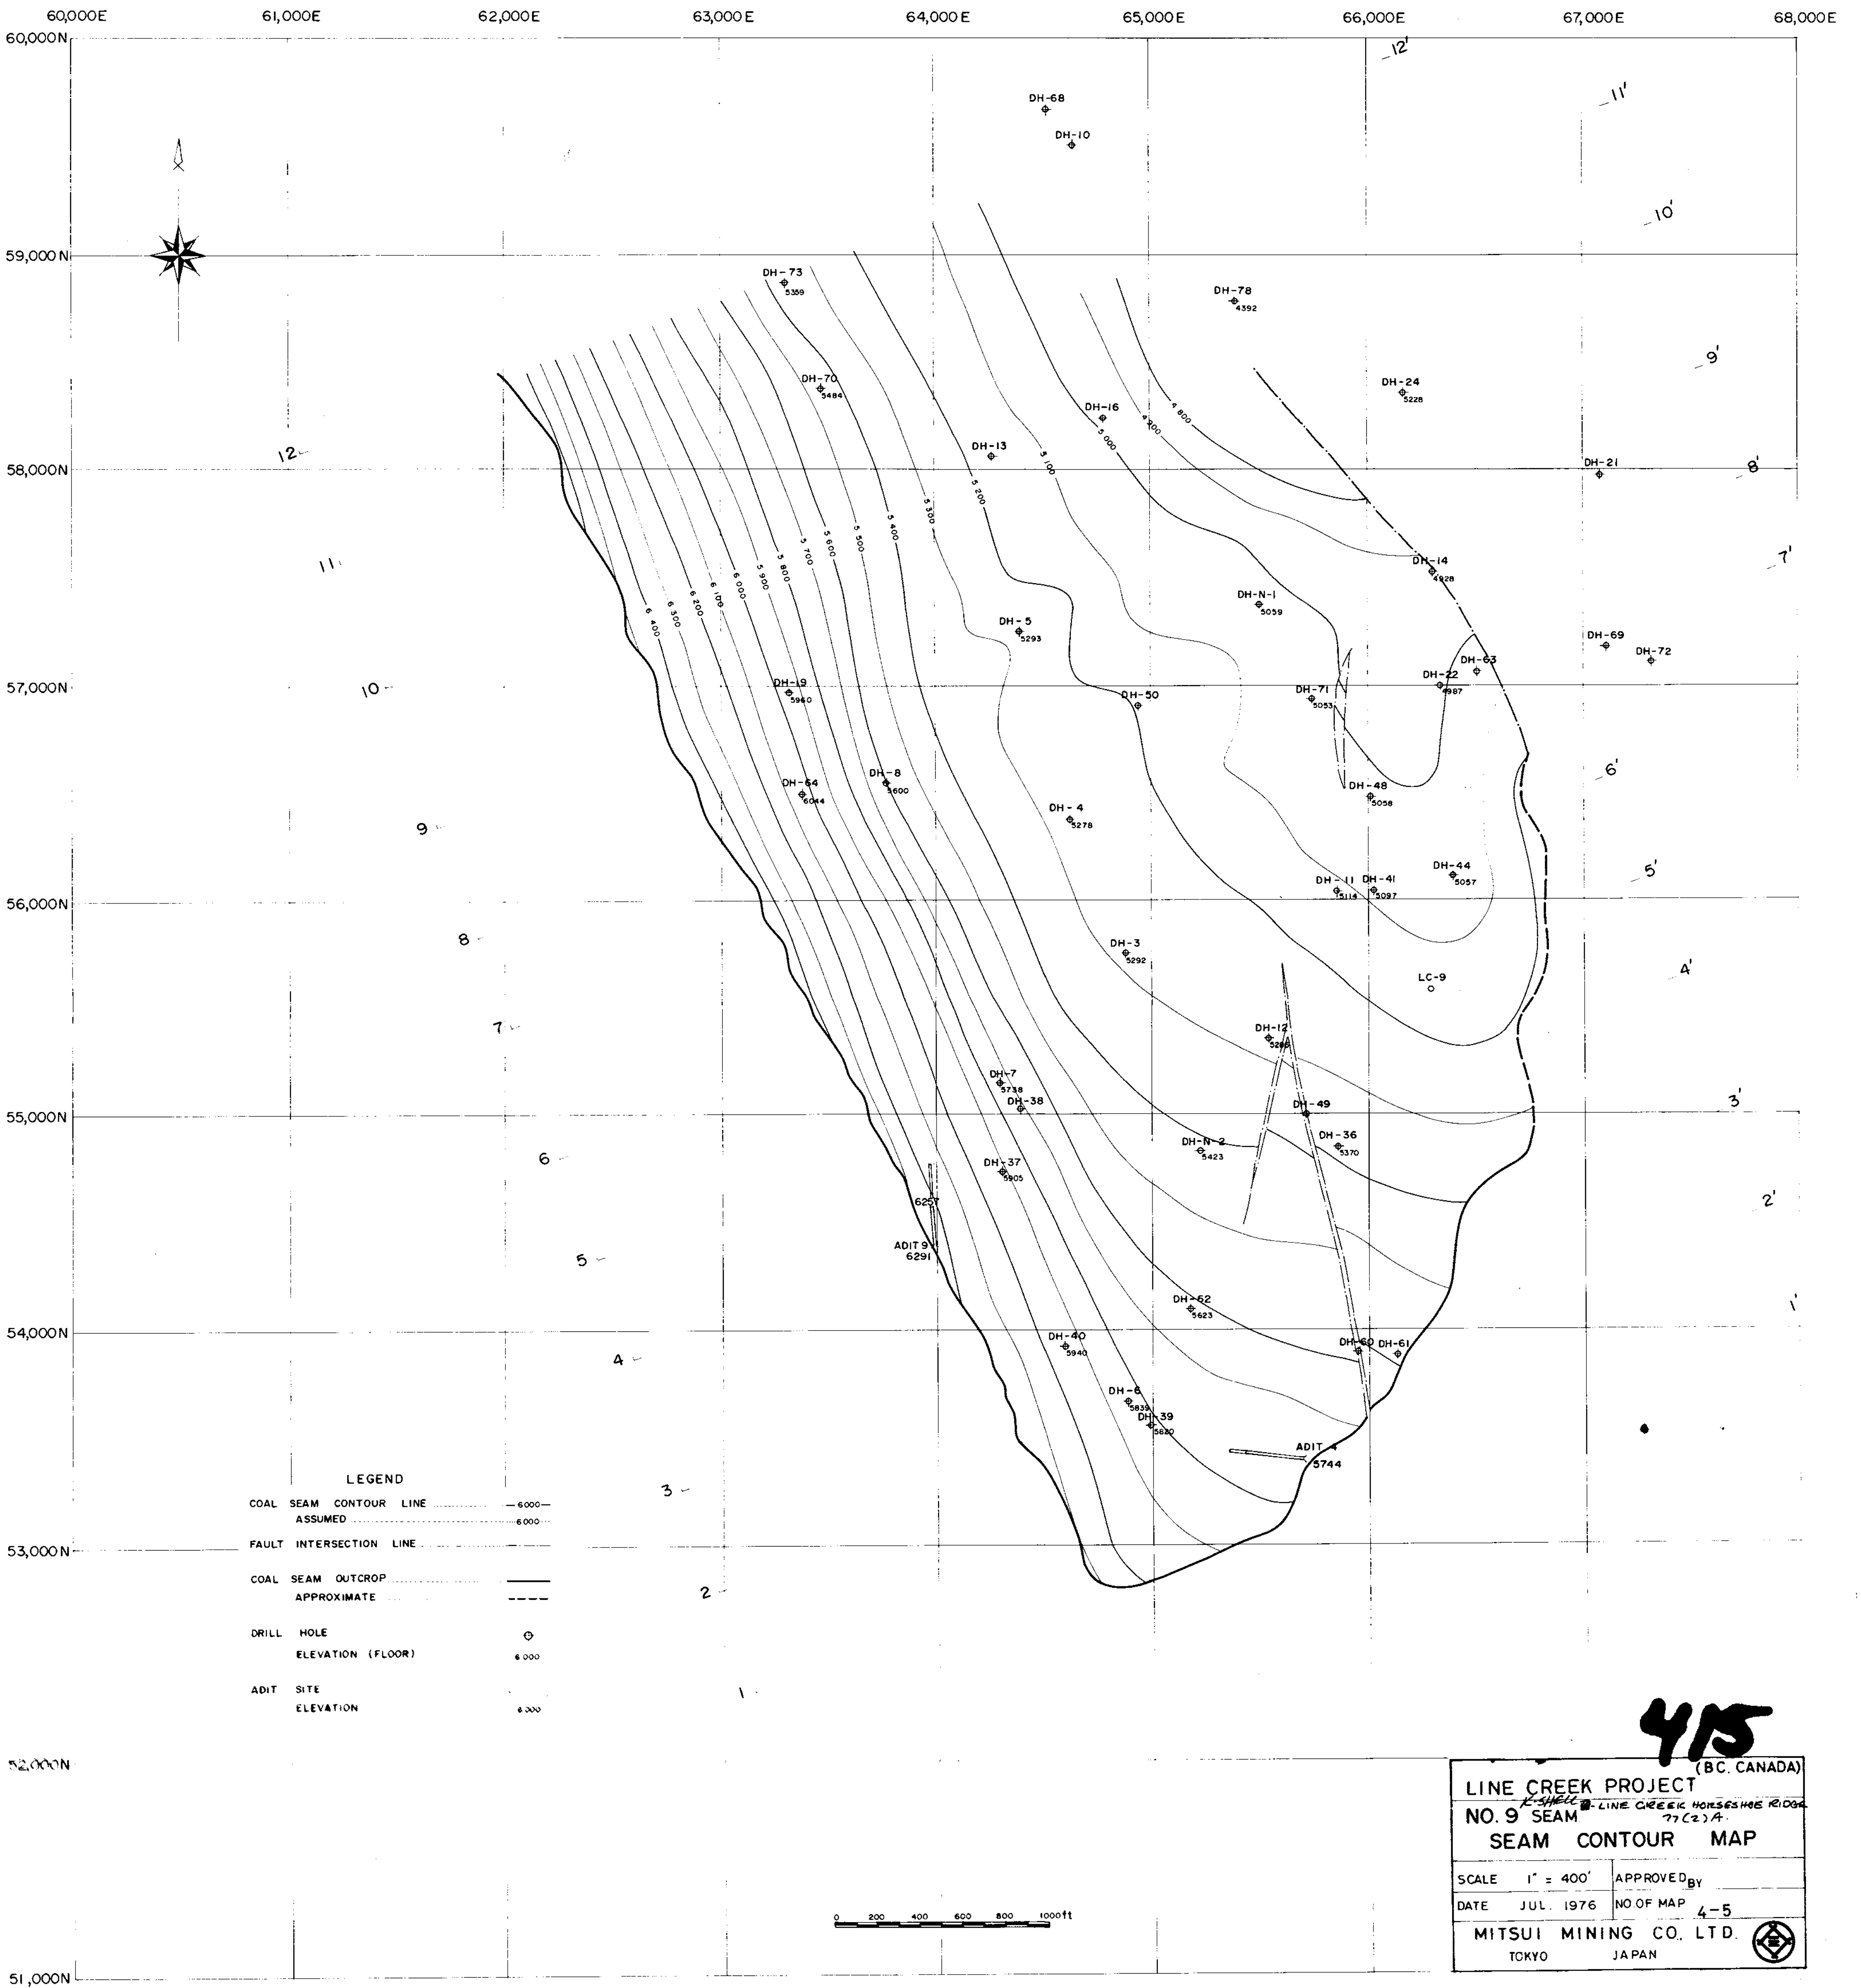 60,000E 61,000E 62,000E 63,000E 64,000E 65,000E 66,000E 67,000E 68,000E
60,000N
12'
11'
DH-68
DH-10
10'
59,000N
DH-73
5359
DH-78
4392
9'
DH-70
5484
DH-24
5228
DH-16
4 800
4 900
5 000
12
DH-13
5 100
58,000N
DH-21
8'
5 200
5 300
5 400
5 500
5 600
5 700
5 800
5 900
6 000
6 100
6 200
6 300
6 400
11
7'
DH-14
4928
DH-N-1
5059
DH-5
5293
DH-69
DH-72
DH-63
57,000N
10
DH-19
5960
DH-22
4987
DH-71
5053
DH-50
6'
DH-64
6044
DH-8
5600
DH-48
5058
DH-4
5278
9
5'
DH-44
5057
DH-11
5114
DH-41
5097
56,000N
8
DH-3
5292
4'
LC-9
7
DH-12
DH-7
5738
DH-38
55,000N
DH-49
3'
DH-36
5370
DH-N-2
5423
6
DH-37
5905
2'
6257
ADIT 9
6291
5
1'
DH-62
5623
54,000N
DH-40
5940
DH-60
DH-61
4
DH-6
5839
DH-39
5820
ADIT 4
5744
3
LEGEND
COAL SEAM CONTOUR LINE 6000
ASSUMED 6000
53,000N
FAULT INTERSECTION LINE
COAL SEAM OUTCROP
APPROXIMATE
2
DRILL HOLE
ELEVATION (FLOOR) 6000
ADIT SITE
ELEVATION 6000
1
52,000N
415
(BC. CANADA)
LINE CREEK PROJECT
K-SHELL - LINE CREEK HORSESHOE RIDGE
NO. 9 SEAM 77(2)A.
SEAM CONTOUR MAP
SCALE 1" = 400' APPROVED BY
DATE JUL. 1976 NO.OF MAP 4-5
MITSUI MINING CO., LTD.
TOKYO JAPAN
0 200 400 600 800 1000ft
51,000N